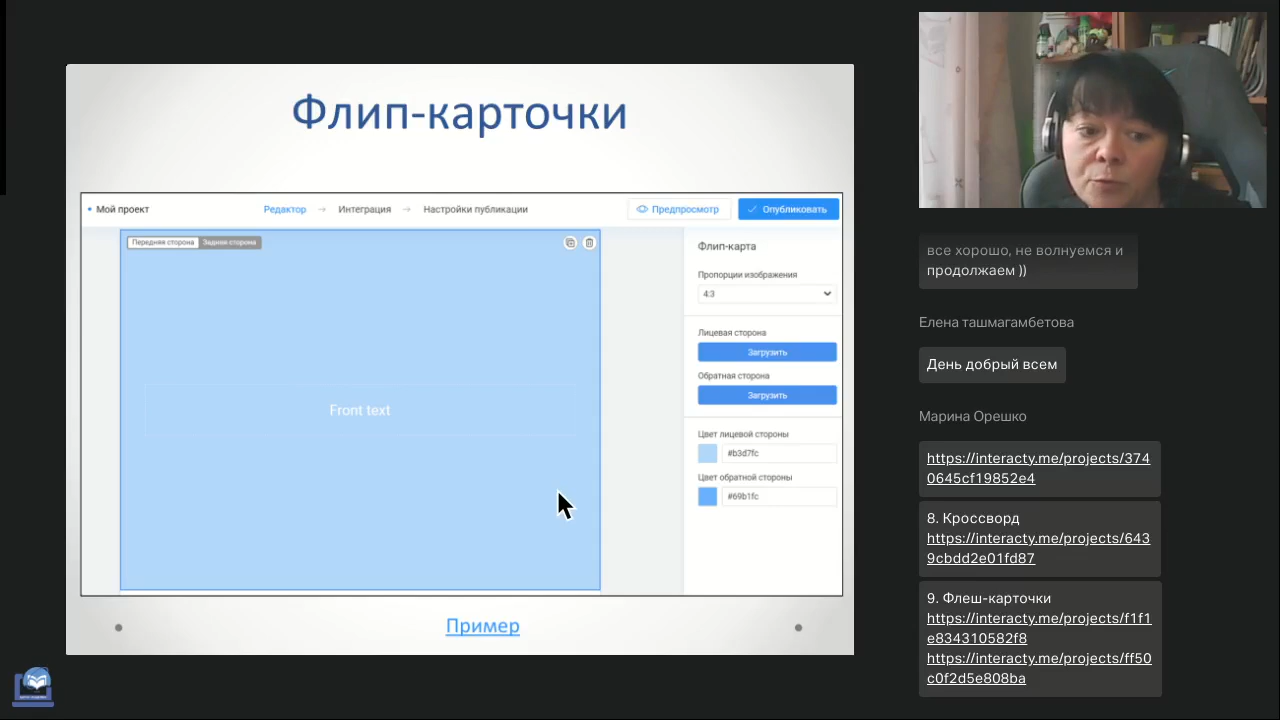 Флип-карточки
Мой проект
Редактор → Интеграция → Настройки публикации
Предпросмотр
Опубликовать
Передняя сторона
Задняя сторона
Front text
Флип-карта
Пропорции изображения
4:3
Лицевая сторона
Загрузить
Обратная сторона
Загрузить
Цвет лицевой стороны
#b3d7fc
Цвет обратной стороны
#69b1fc
Пример
все хорошо, не волнуемся и
продолжаем ))
Елена ташмагамбетова
День добрый всем
Марина Орешко
https://interacty.me/projects/374
0645cf19852e4
8. Кроссворд
https://interacty.me/projects/643
9cbdd2e01fd87
9. Флеш-карточки
https://interacty.me/projects/f1f1
e834310582f8
https://interacty.me/projects/ff50
c0f2d5e808ba